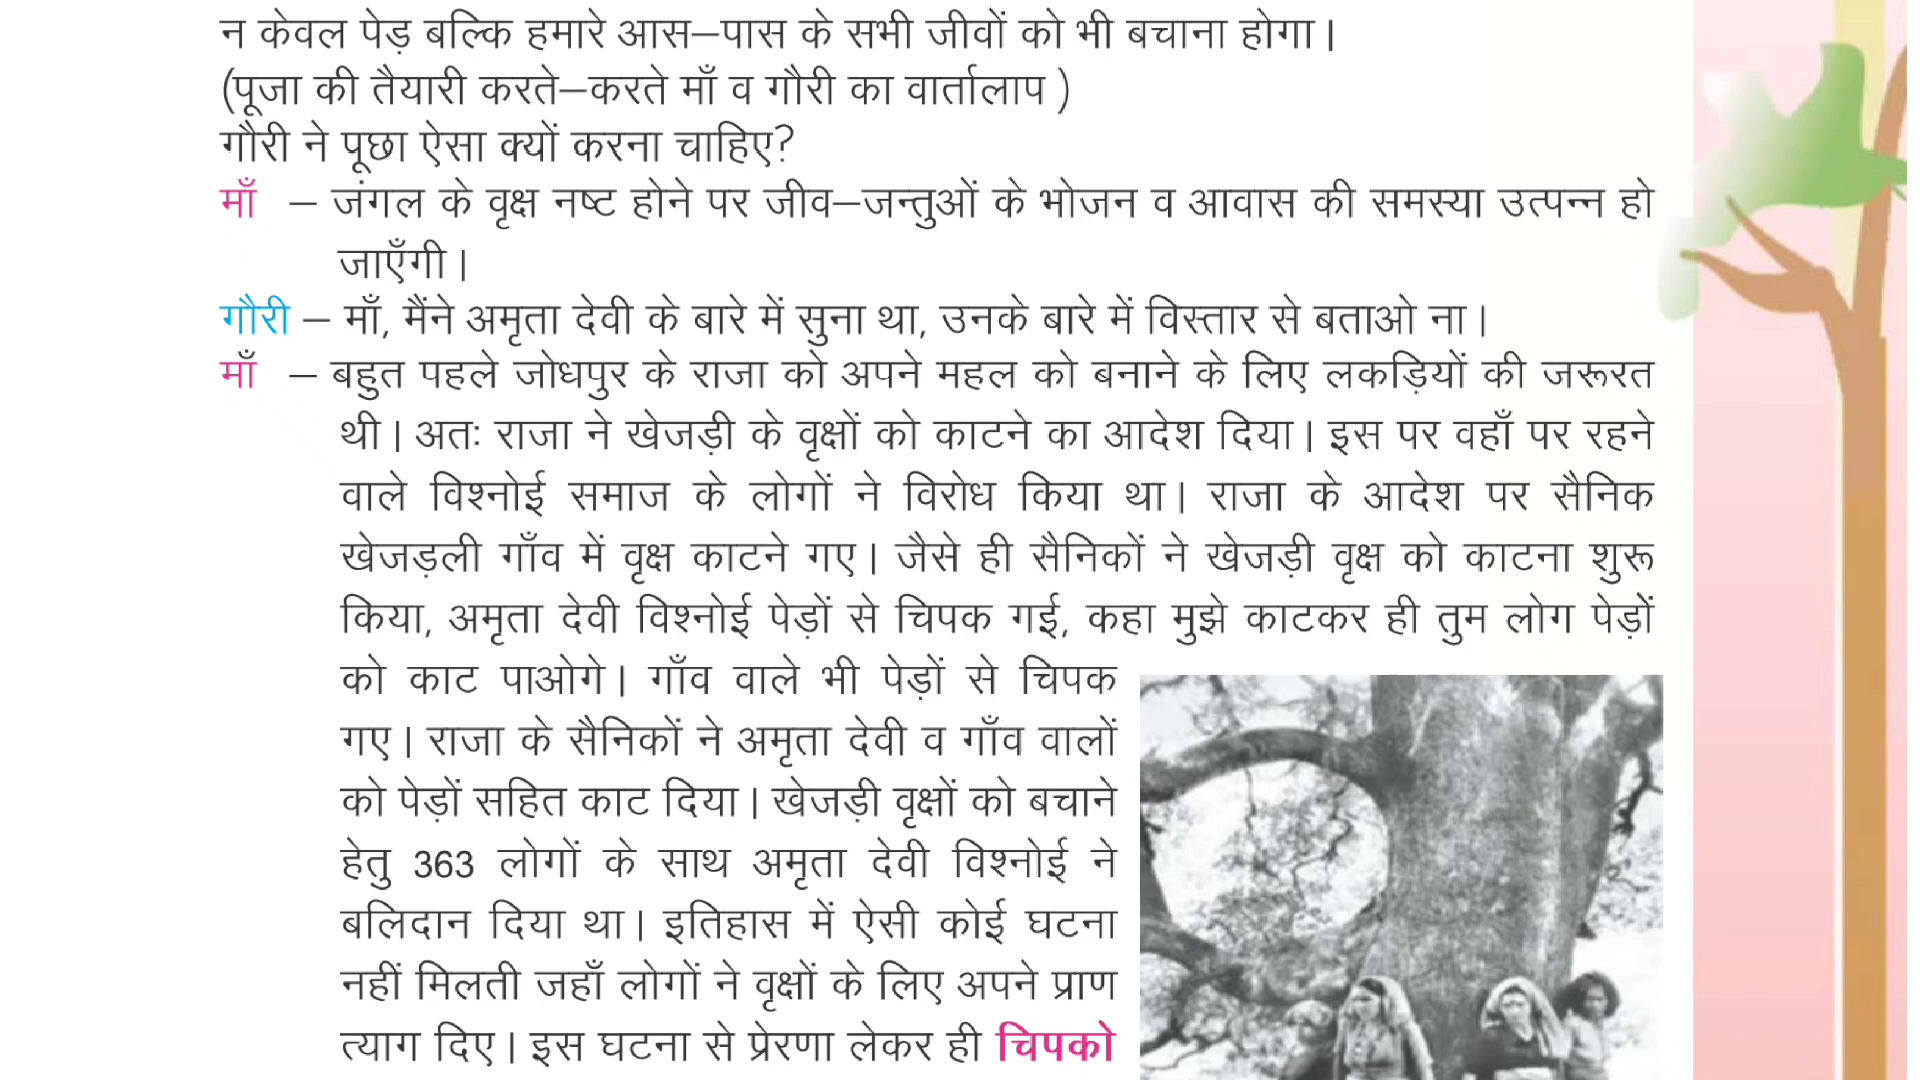 न केवल पेड़ बल्कि हमारे आस–पास के सभी जीवों को भी बचाना होगा।
(पूजा की तैयारी करते–करते माँ व गौरी का वार्तालाप )
गौरी ने पूछा ऐसा क्यों करना चाहिए?
माँ – जंगल के वृक्ष नष्ट होने पर जीव–जन्तुओं के भोजन व आवास की समस्या उत्पन्न हो
जाएँगी।
गौरी – माँ, मैंने अमृता देवी के बारे में सुना था, उनके बारे में विस्तार से बताओ ना।
माँ – बहुत पहले जोधपुर के राजा को अपने महल को बनाने के लिए लकड़ियों की जरूरत
थी। अतः राजा ने खेजड़ी के वृक्षों को काटने का आदेश दिया। इस पर वहाँ पर रहने
वाले विश्नोई समाज के लोगों ने विरोध किया था। राजा के आदेश पर सैनिक
खेजड़ली गाँव में वृक्ष काटने गए। जैसे ही सैनिकों ने खेजड़ी वृक्ष को काटना शुरू
किया, अमृता देवी विश्नोई पेड़ों से चिपक गई, कहा मुझे काटकर ही तुम लोग पेड़ों
को काट पाओगे। गाँव वाले भी पेड़ों से चिपक
गए। राजा के सैनिकों ने अमृता देवी व गाँव वालों
को पेड़ों सहित काट दिया। खेजड़ी वृक्षों को बचाने
हेतु 363 लोगों के साथ अमृता देवी विश्नोई ने
बलिदान दिया था। इतिहास में ऐसी कोई घटना
नहीं मिलती जहाँ लोगों ने वृक्षों के लिए अपने प्राण
त्याग दिए। इस घटना से प्रेरणा लेकर ही चिपको